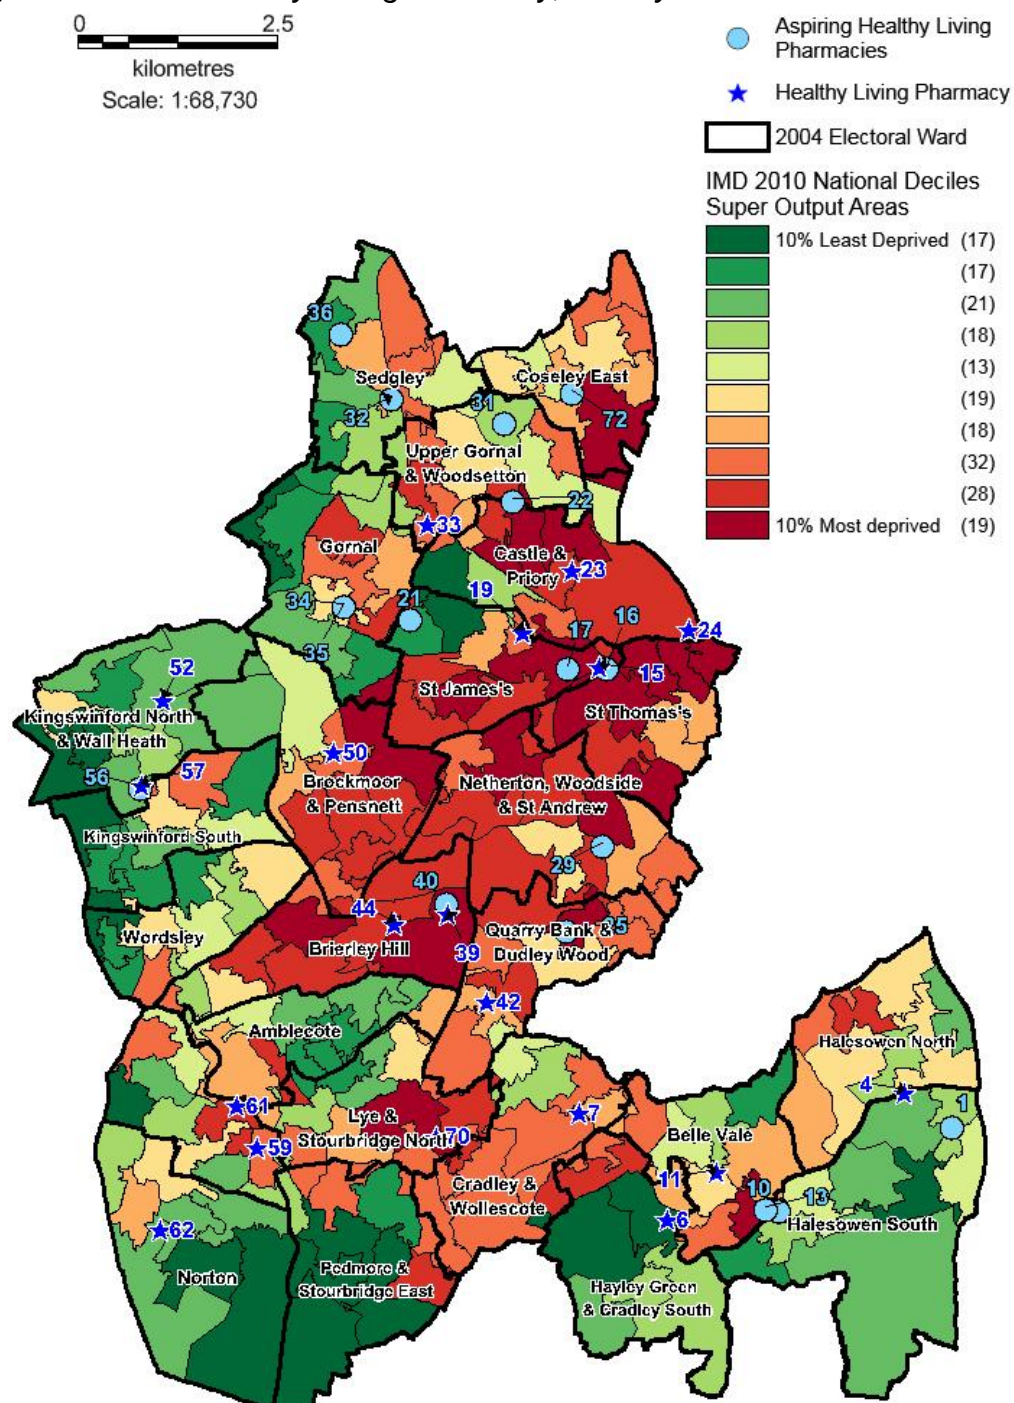 0 2.5
kilometres
Scale: 1:68,730
Aspiring Healthy Living
Pharmacies
Healthy Living Pharmacy
2004 Electoral Ward
IMD 2010 National Deciles
Super Output Areas
10% Least Deprived (17)
(17)
(21)
(18)
(13)
(19)
(18)
(32)
(28)
10% Most deprived (19)
36
Sedgley
Coseley East
32
31
72
Upper Gornal
& Woodsetton
22
33
Gornal
Castle &
Priory
23
19
34
21
17
16
24
35
52
St James's
15
Kingswinford North
& Wall Heath
St Thomas's
50
56
57
Brockmoor
& Pensnett
Netherton, Woodside
& St Andrew
Kingswinford South
29
40
44
Wordsley
Brierley Hill
39
Quarry Bank &
Dudley Wood
42
Amblecote
Halesowen North
4
1
61
Lye &
Stourbridge North
70
7
Belle Vale
59
11
10
13
Cradley &
Wollescote
6
Halesowen South
62
Norton
Pedmore &
Stourbridge East
Hayley Green
& Cradley South